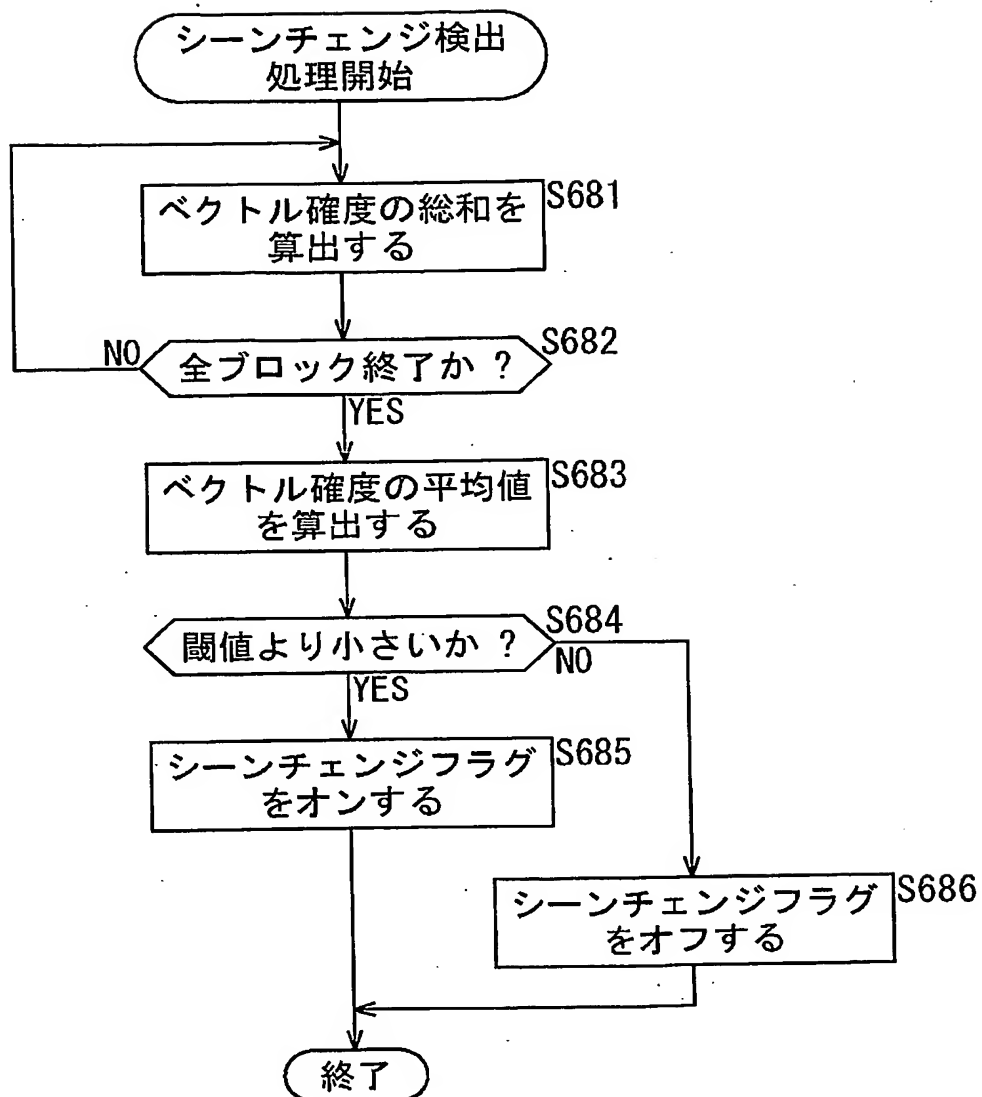 シーンチェンジ検出
処理開始
S681
ベクトル確度の総和を
算出する
S682
NO
全ブロック終了か ?
YES
S683
ベクトル確度の平均値
を算出する
S684
閾値より小さいか ?
NO
YES
S685
シーンチェンジフラグ
をオンする
S686
シーンチェンジフラグ
をオフする
終了